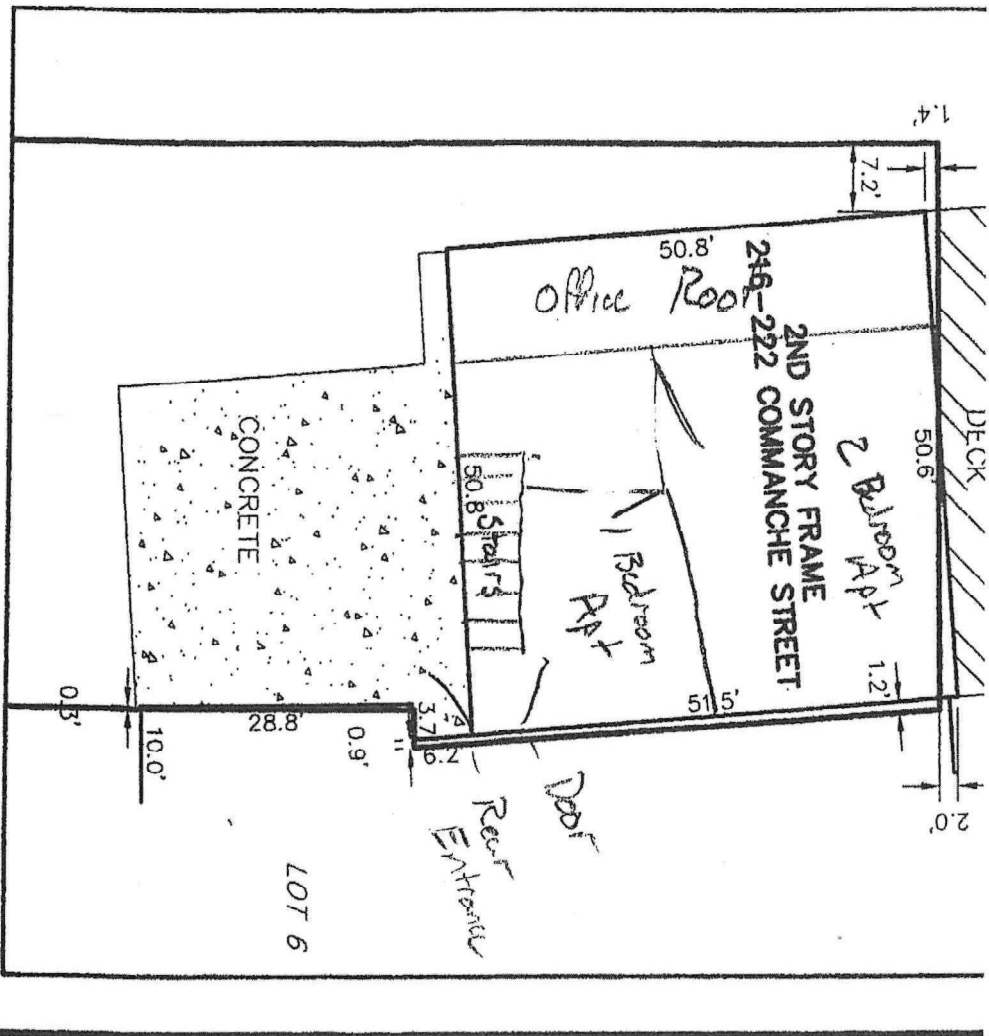 1.4'
7.2'
DECK
50.8'
50.6'
Office Room
2ND STORY FRAME
216-222 COMMANCHE STREET
2 Bedroom
Apt
1 Bedroom
Apt
50.8'
Stairs
51.5'
1.2'
2.0'
CONCRETE
3.7
6.2
0.9'
28.8'
10.0'
0.3'
Door
Rear
Entrance
LOT 6